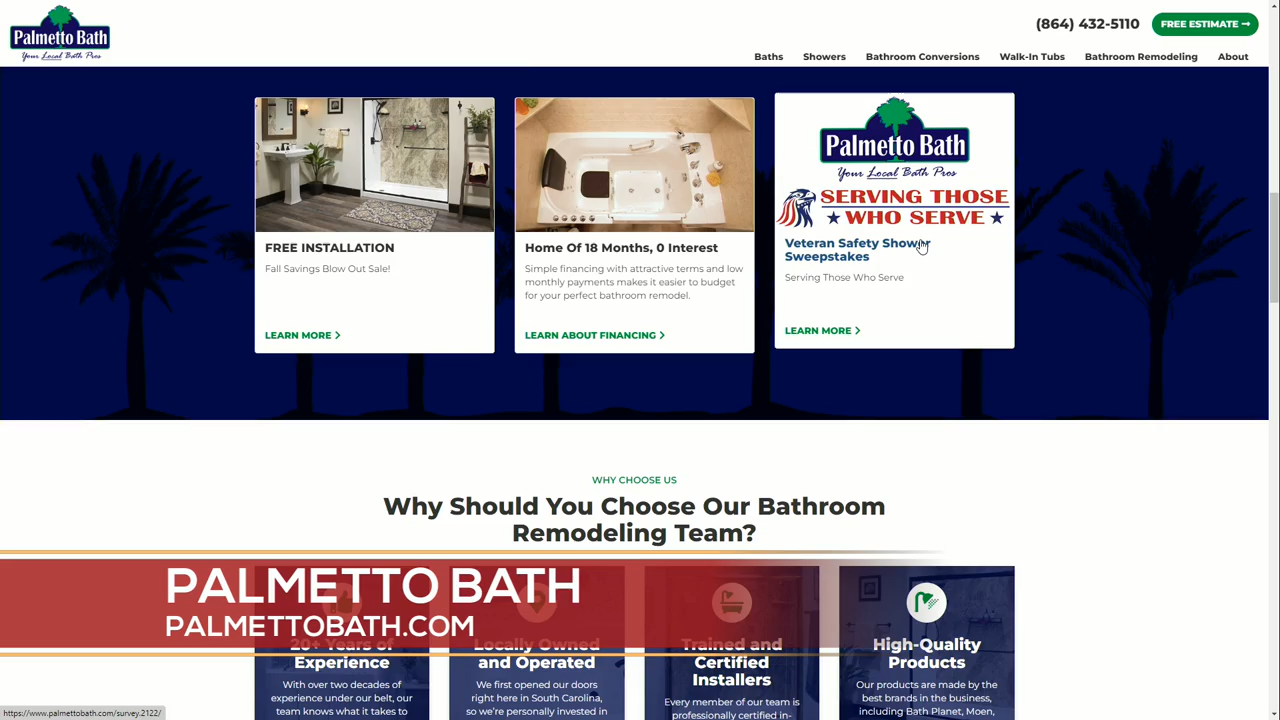 Palmetto Bath
Your Local Bath Pros
(864) 432-5110
FREE ESTIMATE →
Baths
Showers
Bathroom Conversions
Walk-In Tubs
Bathroom Remodeling
About
FREE INSTALLATION
Fall Savings Blow Out Sale!
LEARN MORE
Home Of 18 Months, 0 Interest
Simple financing with attractive terms and low
monthly payments makes it easier to budget
for your perfect bathroom remodel.
LEARN ABOUT FINANCING
Palmetto Bath
Your Local Bath Pros
SERVING THOSE
WHO SERVE
Veteran Safety Shower
Sweepstakes
Serving Those Who Serve
LEARN MORE
WHY CHOOSE US
Why Should You Choose Our Bathroom
Remodeling Team?
PALMETTO BATH
PALMETTOBATH.COM
20+ Years of
Experience
With over two decades of
experience under our belt, our
team knows what it takes to
Locally Owned
and Operated
We first opened our doors
right here in South Carolina,
so we're personally invested in
Trained and
Certified
Installers
Every member of our team is
professionally certified in-
High-Quality
Products
Our products are made by the
best brands in the business,
including Bath Planet, Moen,
https://www.palmettobath.com/survey.2122/